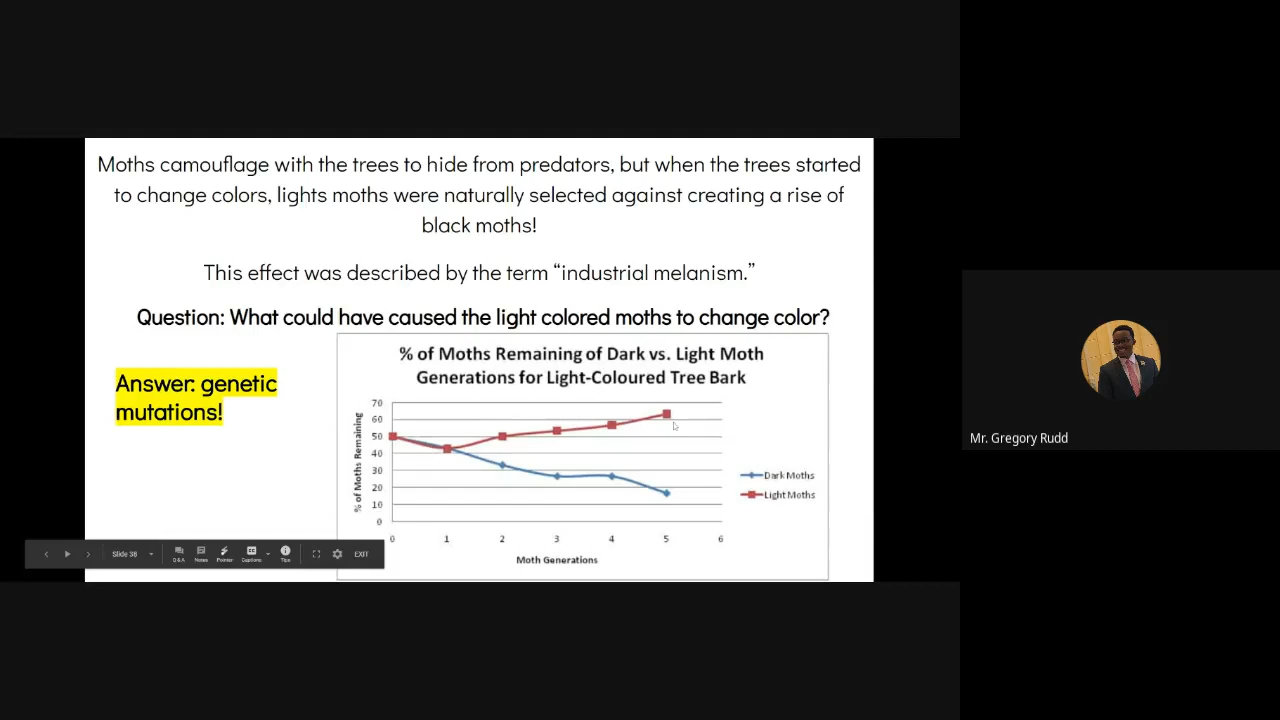 Moths camouflage with the trees to hide from predators, but when the trees started
to change colors, lights moths were naturally selected against creating a rise of
black moths!
This effect was described by the term “industrial melanism.”
Question: What could have caused the light colored moths to change color?
Answer: genetic
mutations!
% of Moths Remaining of Dark vs. Light Moth
Generations for Light-Coloured Tree Bark
% of Moths Remaining
70
60
50
40
30
20
10
0
0 1 2 3 4 5 6
Moth Generations
Dark Moths
Light Moths
Slide 38
Q&A Notes Pointer Captions Tips
EXIT
Mr. Gregory Rudd